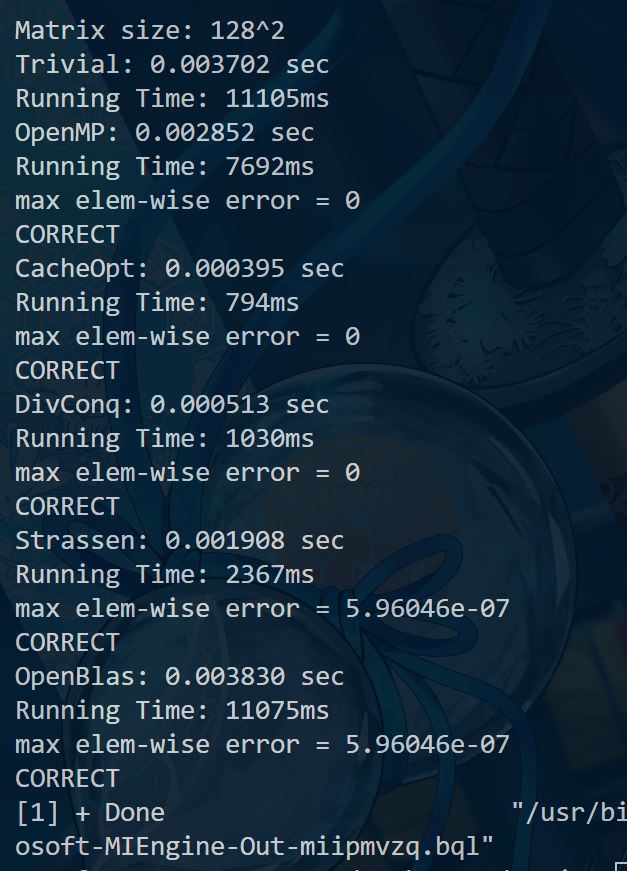 Matrix size: 128^2
Trivial: 0.003702 sec
Running Time: 11105ms
OpenMP: 0.002852 sec
Running Time: 7692ms
max elem-wise error = 0
CORRECT
CacheOpt: 0.000395 sec
Running Time: 794ms
max elem-wise error = 0
CORRECT
DivConq: 0.000513 sec
Running Time: 1030ms
max elem-wise error = 0
CORRECT
Strassen: 0.001908 sec
Running Time: 2367ms
max elem-wise error = 5.96046e-07
CORRECT
OpenBlas: 0.003830 sec
Running Time: 11075ms
max elem-wise error = 5.96046e-07
CORRECT
[1] + Done "/usr/bi
osoft-MIEngine-Out-miipmvzq.bql"